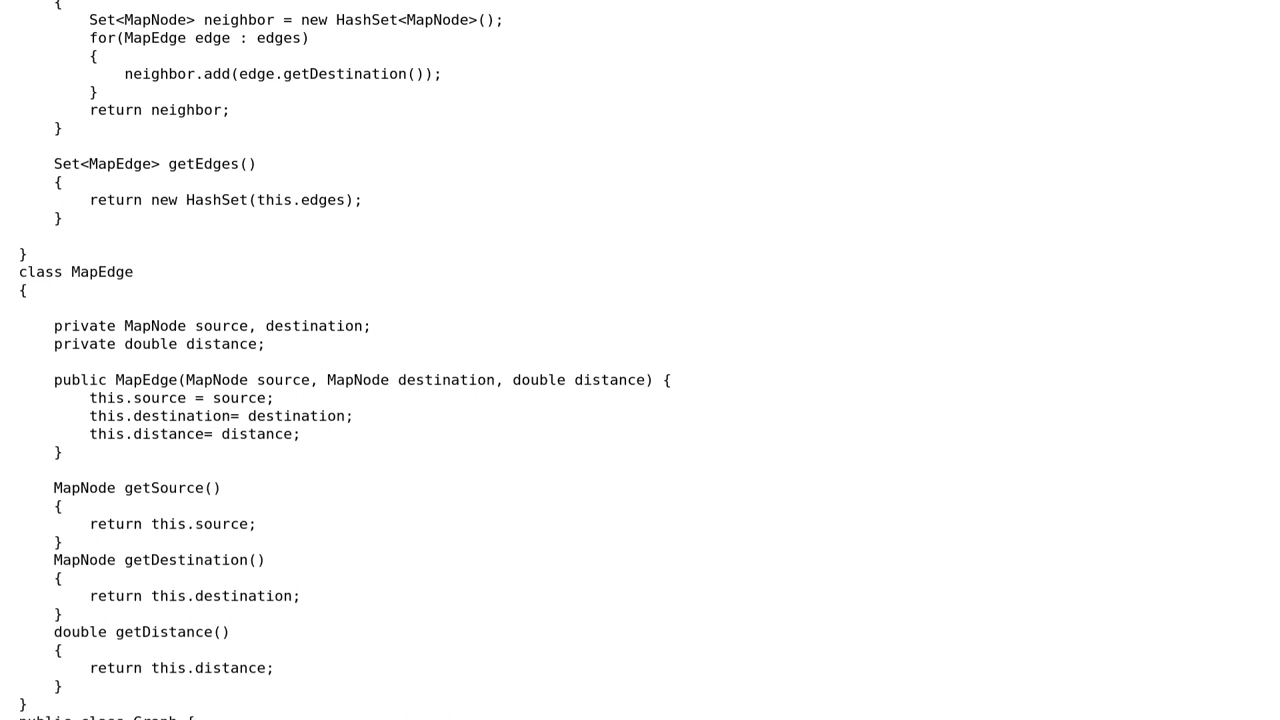 {
Set<MapNode> neighbor = new HashSet<MapNode>();
for(MapEdge edge : edges)
{
neighbor.add(edge.getDestination());
}
return neighbor;
}
Set<MapEdge> getEdges()
{
return new HashSet(this.edges);
}
}
class MapEdge
{
private MapNode source, destination;
private double distance;
public MapEdge(MapNode source, MapNode destination, double distance) {
this.source = source;
this.destination= destination;
this.distance= distance;
}
MapNode getSource()
{
return this.source;
}
MapNode getDestination()
{
return this.destination;
}
double getDistance()
{
return this.distance;
}
}
public class Graph {